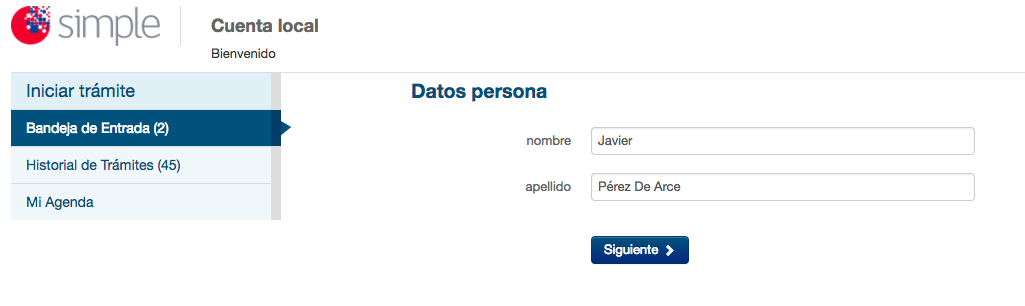 simple
Cuenta local
Bienvenido
Iniciar trámite
Bandeja de Entrada (2)
Historial de Trámites (45)
Mi Agenda
Datos persona
nombre Javier
apellido Pérez De Arce
Siguiente